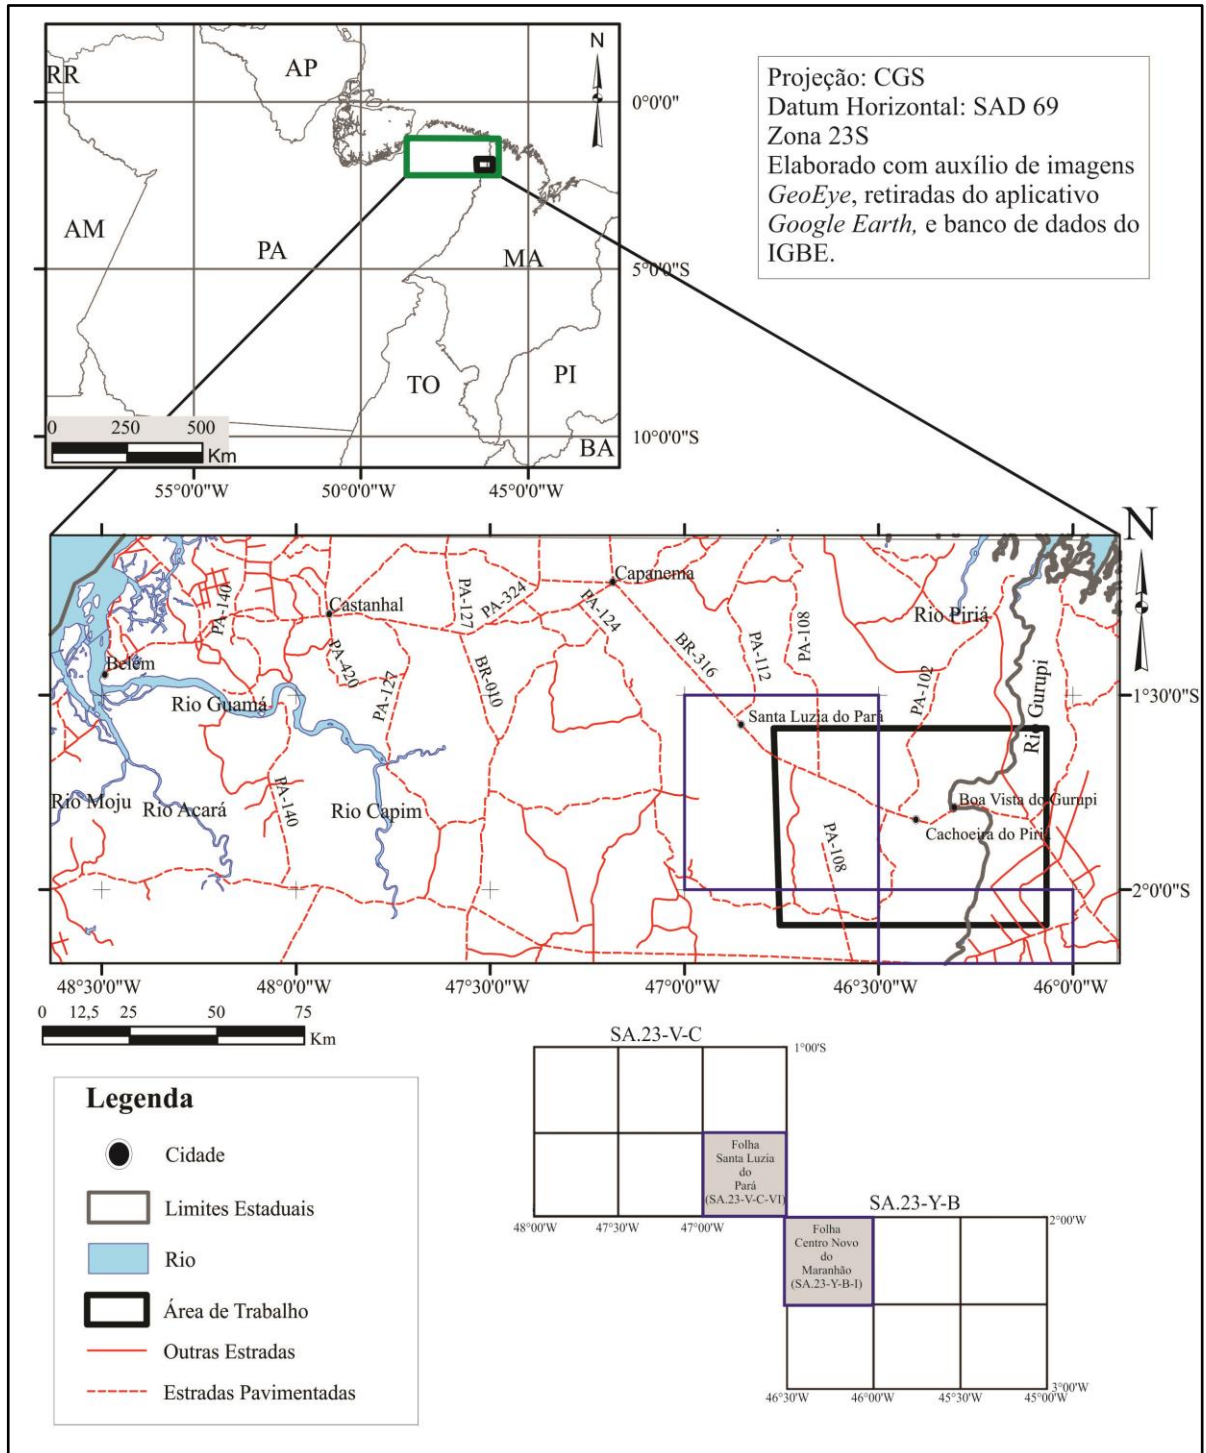 N
RR
AP
0°0'0"
AM
PA
MA
5°0'0"S
TO
PI
BA
10°0'0"S
0 250 500
Km
55°0'0"W 50°0'0"W 45°0'0"W
Projeção: CGS
Datum Horizontal: SAD 69
Zona 23S
Elaborado com auxílio de imagens
GeoEye, retiradas do aplicativo
Google Earth, e banco de dados do
IGBE.
N
PA-140
Castanhal
PA-127
PA-324
Capanema
PA-124
BR-316
PA-112
PA-108
Rio Piriá
Belém
PA-420
PA-127
BR-010
PA-102
Rio Gurupi
1°30'0"S
Rio Guamá
Santa Luzia do Pará
Rio Moju
Rio Acará
PA-140
Rio Capim
Boa Vista do Gurupi
Cachoeira do Piriá
PA-108
2°0'0"S
48°30'0"W 48°0'0"W 47°30'0"W 47°0'0"W 46°30'0"W 46°0'0"W
0 12,5 25 50 75
Km
Legenda
Cidade
Limites Estaduais
Rio
Área de Trabalho
Outras Estradas
Estradas Pavimentadas
SA.23-V-C
1°00'S
Folha
Santa Luzia
do
Pará
(SA.23-V-C-VI)
48°00'W 47°30'W 47°00'W
SA.23-Y-B
2°00'W
Folha
Centro Novo
do
Maranhão
(SA.23-Y-B-I)
3°00'W
46°30'W 46°00'W 45°30'W 45°00'W